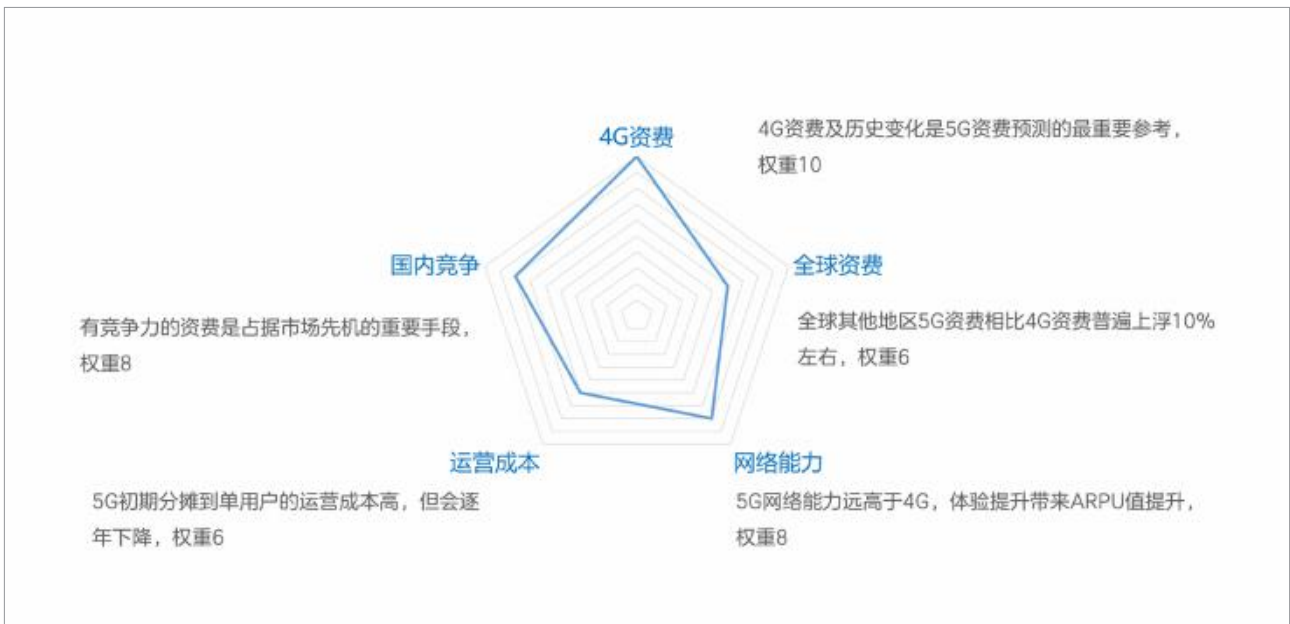 4G资费
4G资费及历史变化是5G资费预测的最重要参考，
权重10
国内竞争
全球资费
有竞争力的资费是占据市场先机的重要手段，
权重8
全球其他地区5G资费相比4G资费普遍上浮10%
左右，权重6
运营成本
网络能力
5G初期分摊到单用户的运营成本高，但会逐
年下降，权重6
5G网络能力远高于4G，体验提升带来ARPU值提升，
权重8